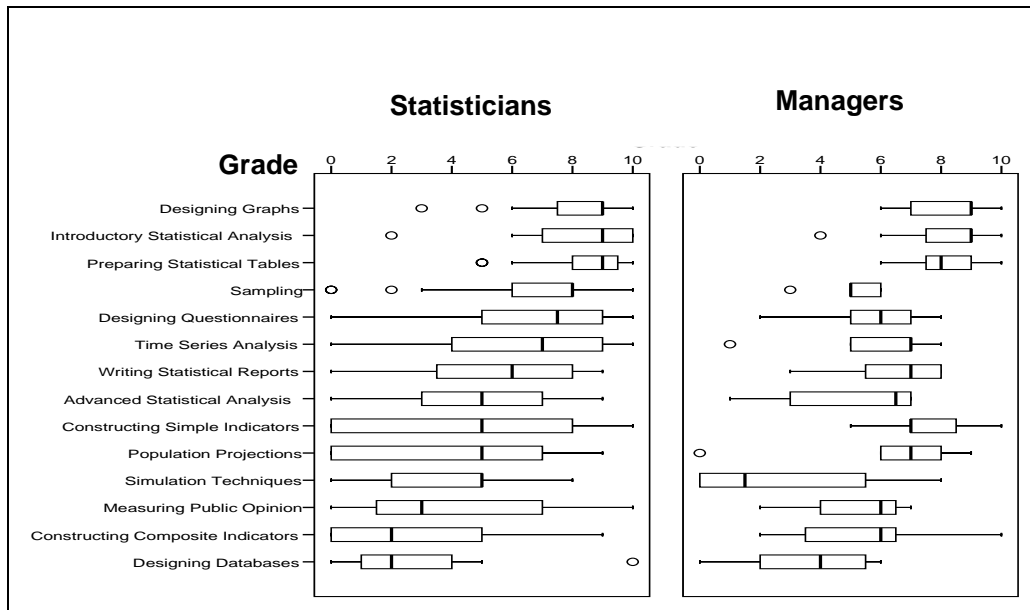 Statisticians Managers
Grade 0 2 4 6 8 10 0 2 4 6 8 10
Designing Graphs
Introductory Statistical Analysis
Preparing Statistical Tables
Sampling
Designing Questionnaires
Time Series Analysis
Writing Statistical Reports
Advanced Statistical Analysis
Constructing Simple Indicators
Population Projections
Simulation Techniques
Measuring Public Opinion
Constructing Composite Indicators
Designing Databases